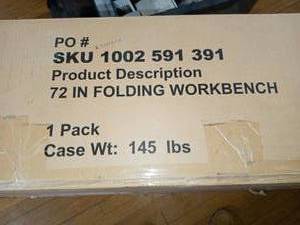 PO #
SKU 1002 591 391
Product Description
72 IN FOLDING WORKBENCH
1 Pack
Case Wt: 145 lbs